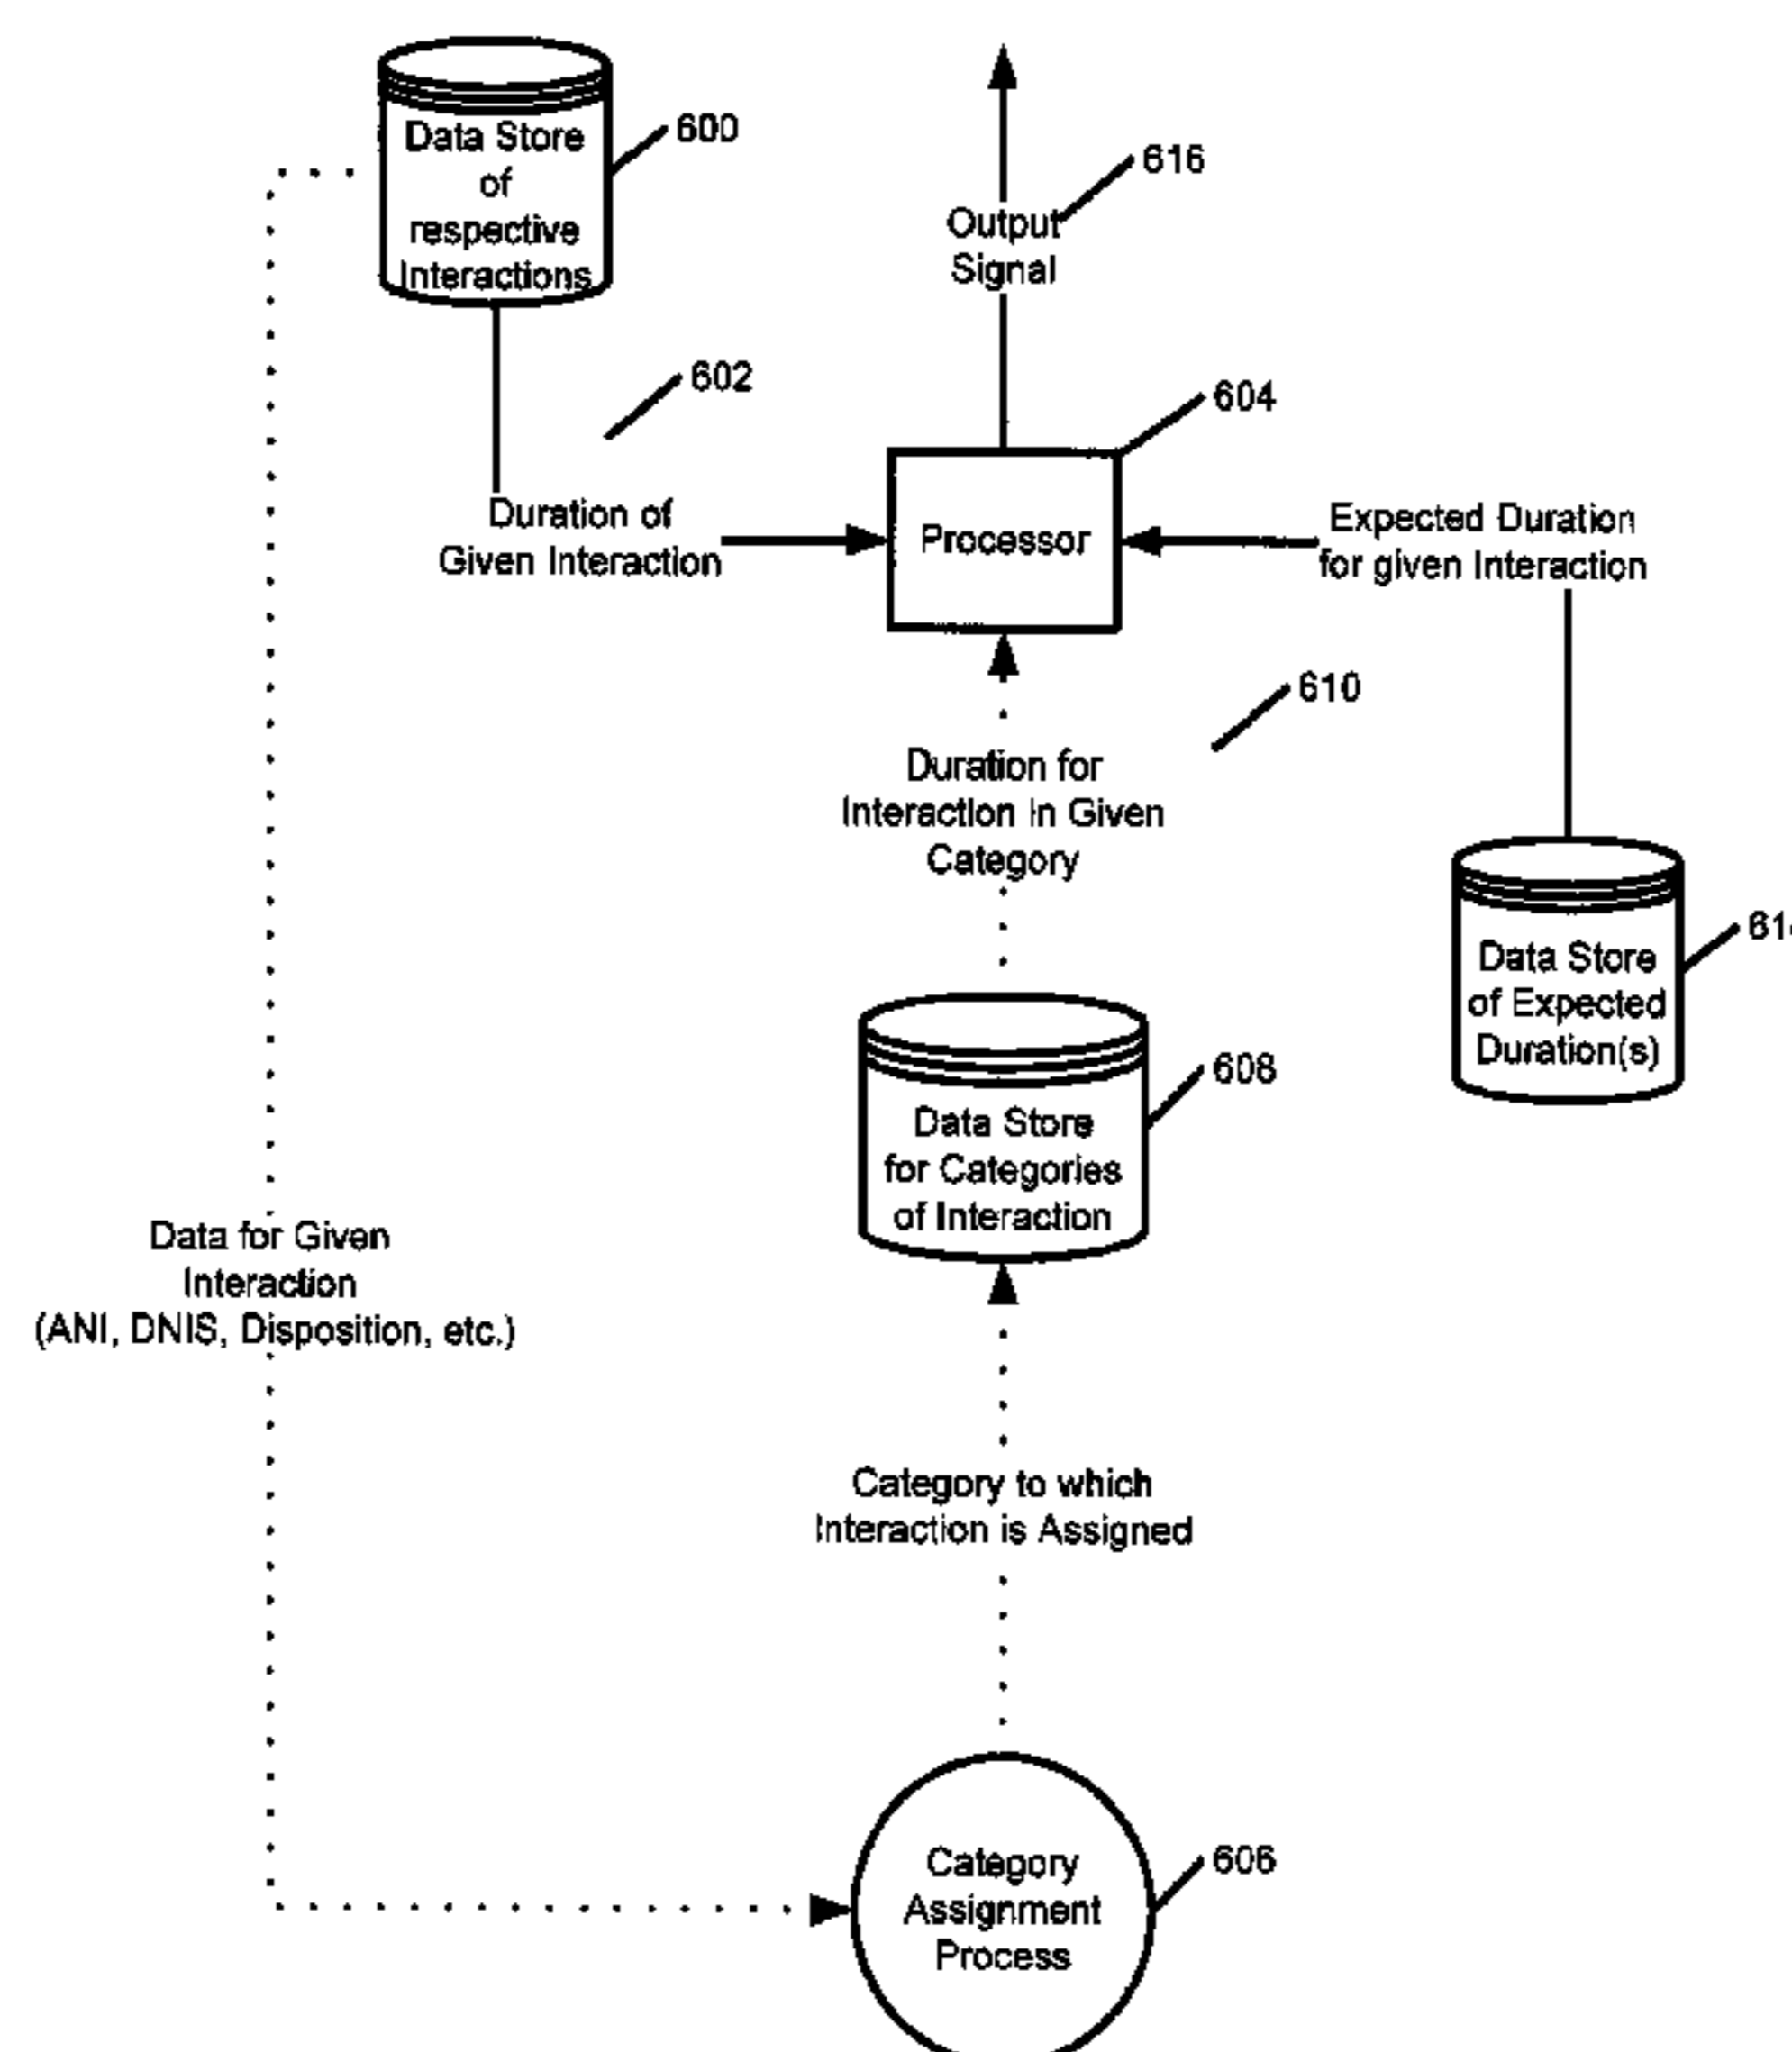 Data Store
of
respective
Interactions
600
616
Output
Signal
602
604
Duration of
Given Interaction
Processor
Expected Duration
for given Interaction
610
Duration for
Interaction in Given
Category
Data Store
of Expected
Duration(s)
608
Data Store
for Categories
of Interaction
Data for Given
Interaction
(ANI, DNIS, Disposition, etc.)
Category to which
Interaction is Assigned
Category
Assignment
Process
606